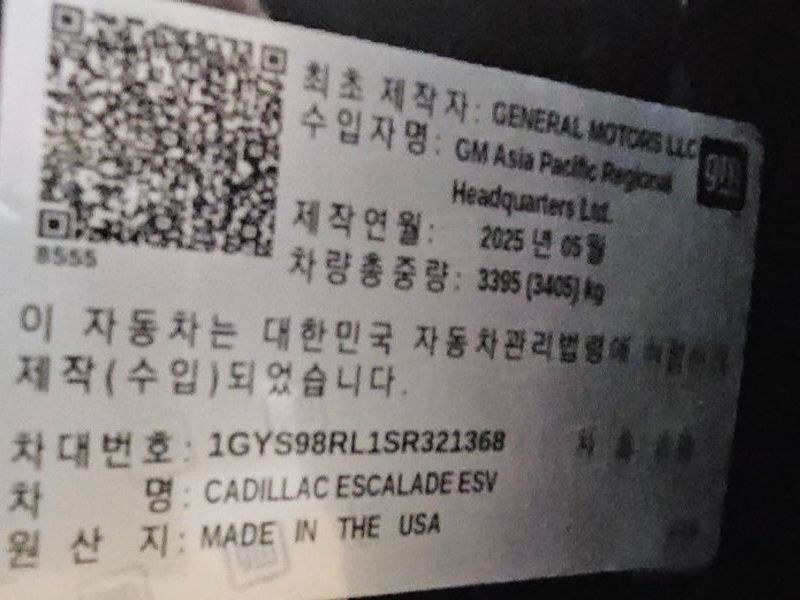 최초 제작자: GENERAL MOTORS LLC
gm
수입자명: GM Asia Pacific Regional
Headquarters Ltd.
제작연월: 2025 년 05 월
차량총중량: 3395 (3405) kg
8555
이 자동차는 대한민국 자동차관리법령에
제작(수입)되었습니다.
차대번호: 1GYS98RL1SR321368
차 명: CADILLAC ESCALADE ESV
원 산 지: MADE IN THE USA